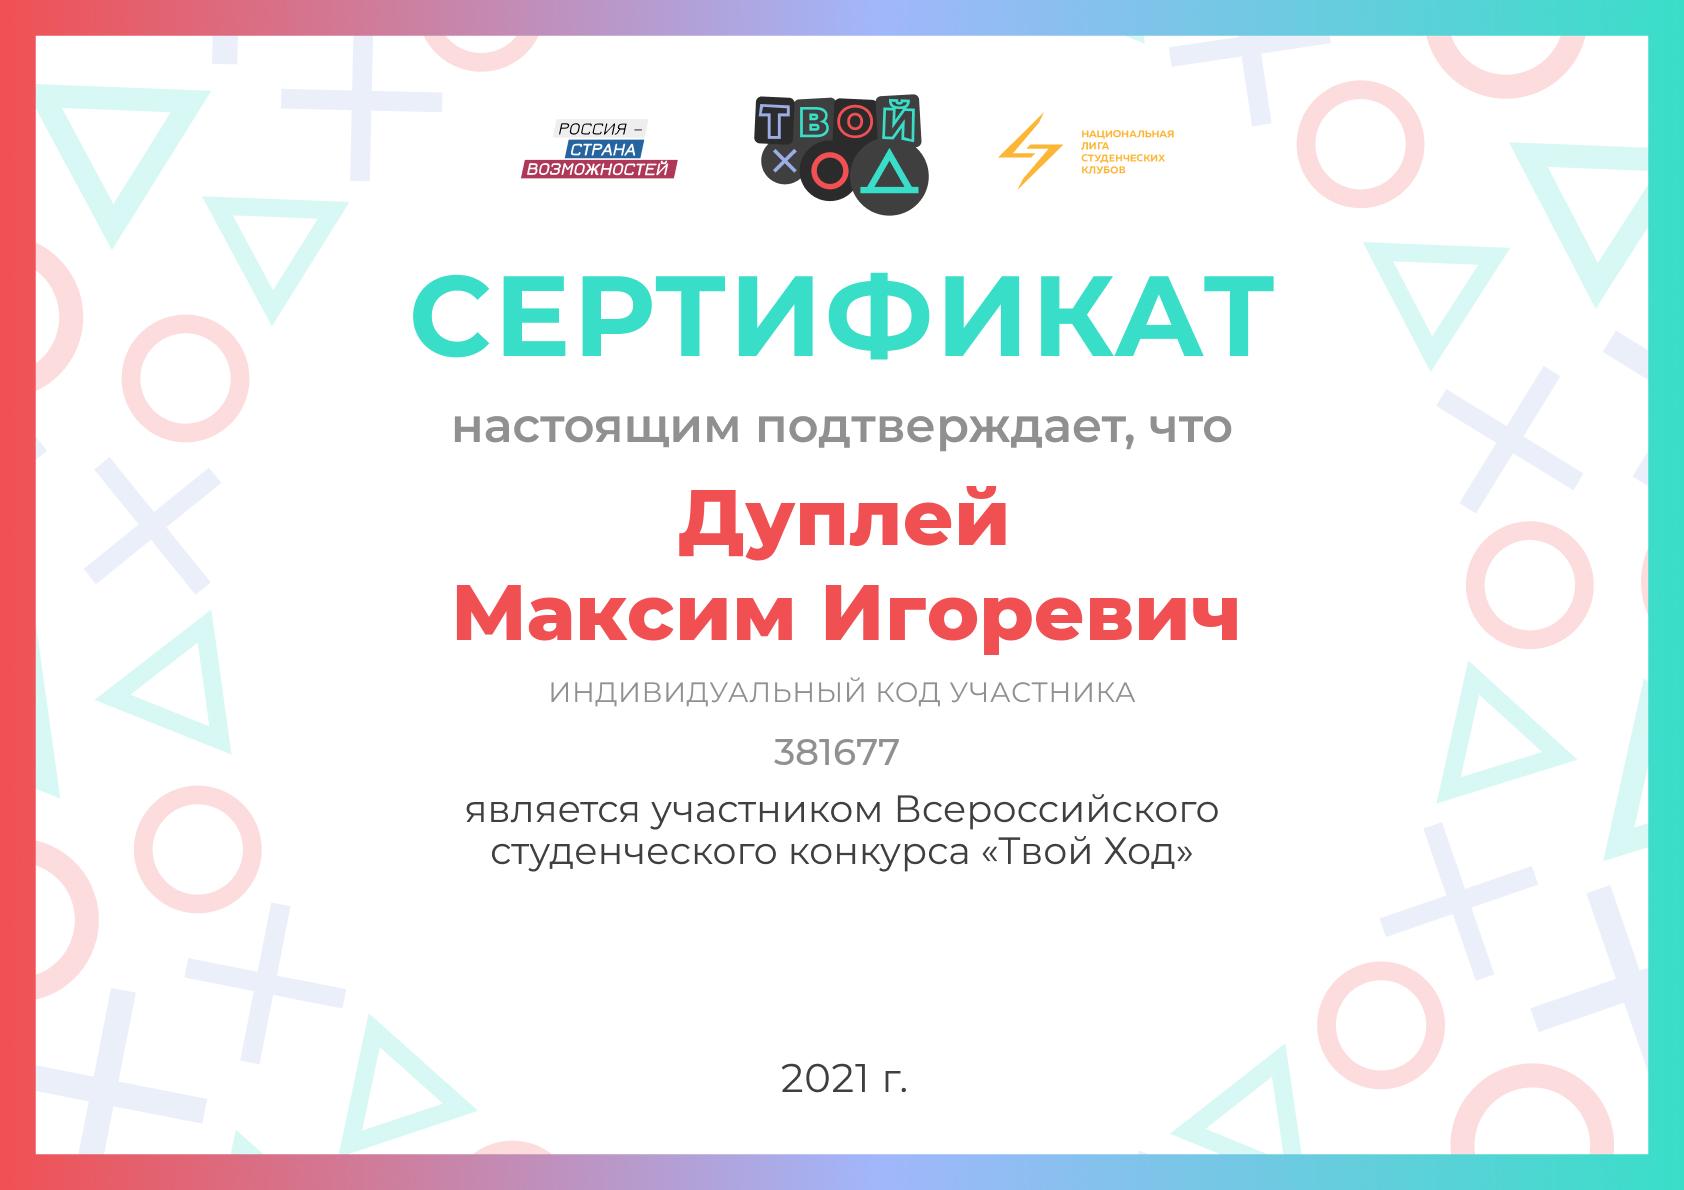 РОССИЯ –
СТРАНА
ВОЗМОЖНОСТЕЙ
ТВОЙ
ХОД
НАЦИОНАЛЬНАЯ
ЛИГА
СТУДЕНЧЕСКИХ
КЛУБОВ
СЕРТИФИКАТ
настоящим подтверждает, что
Дуплей
Максим Игоревич
ИНДИВИДУАЛЬНЫЙ КОД УЧАСТНИКА
381677
является участником Всероссийского
студенческого конкурса «Твой Ход»
2021 г.